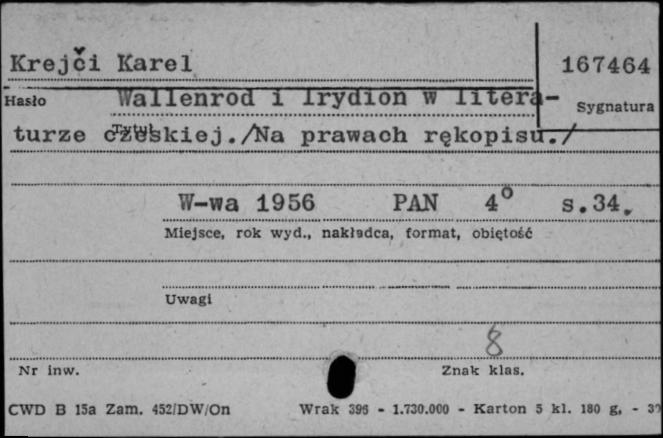 Krejči Karel
167464
Hasło
Wallenrod i Irydion w litera-
Sygnatura
turze czeskiej./Na prawach rękopisu./
Tytuł
W-wa 1956 PAN 4° s.34.
Miejsce, rok wyd., nakładca, format, objętość
Uwagi
8
Nr inw.
Znak klas.
CWD B 15a Zam. 452/DW/On Wrak 396 - 1.730.000 - Karton 5 kl. 180 g, -